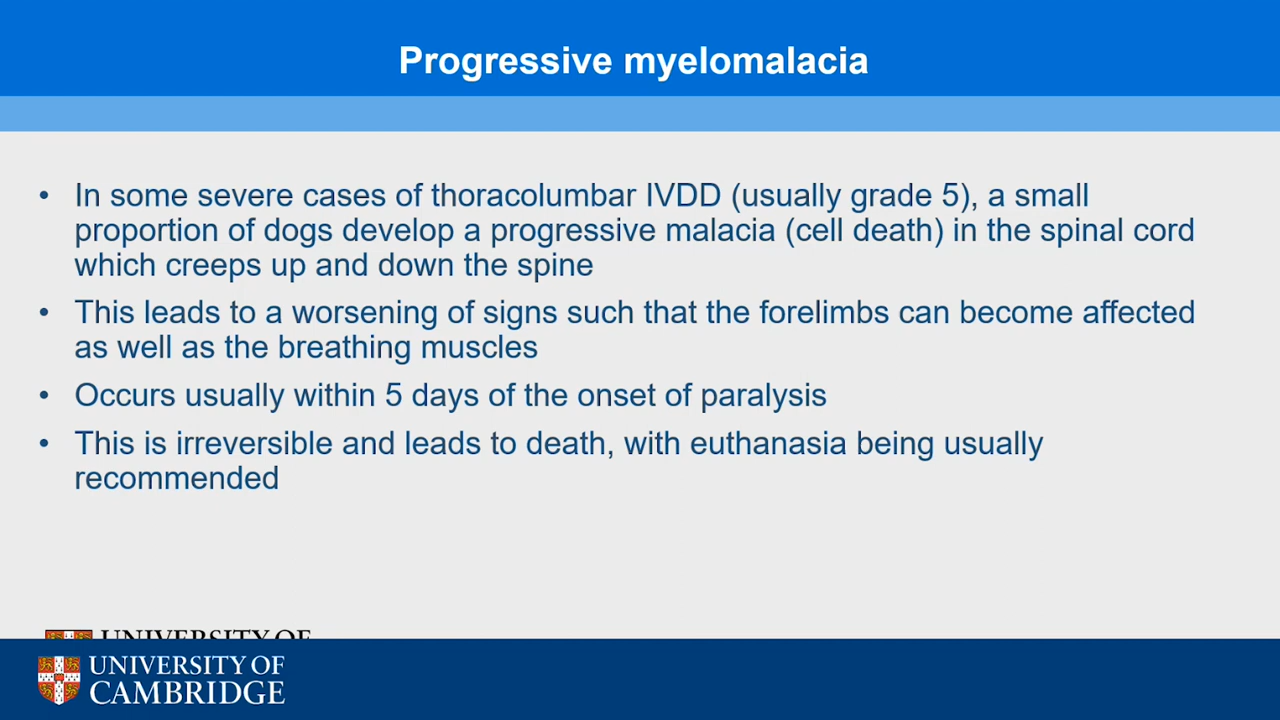 Progressive myelomalacia
• In some severe cases of thoracolumbar IVDD (usually grade 5), a small
proportion of dogs develop a progressive malacia (cell death) in the spinal cord
which creeps up and down the spine
• This leads to a worsening of signs such that the forelimbs can become affected
as well as the breathing muscles
• Occurs usually within 5 days of the onset of paralysis
• This is irreversible and leads to death, with euthanasia being usually
recommended
UNIVERSITY OF
UNIVERSITY OF
CAMBRIDGE